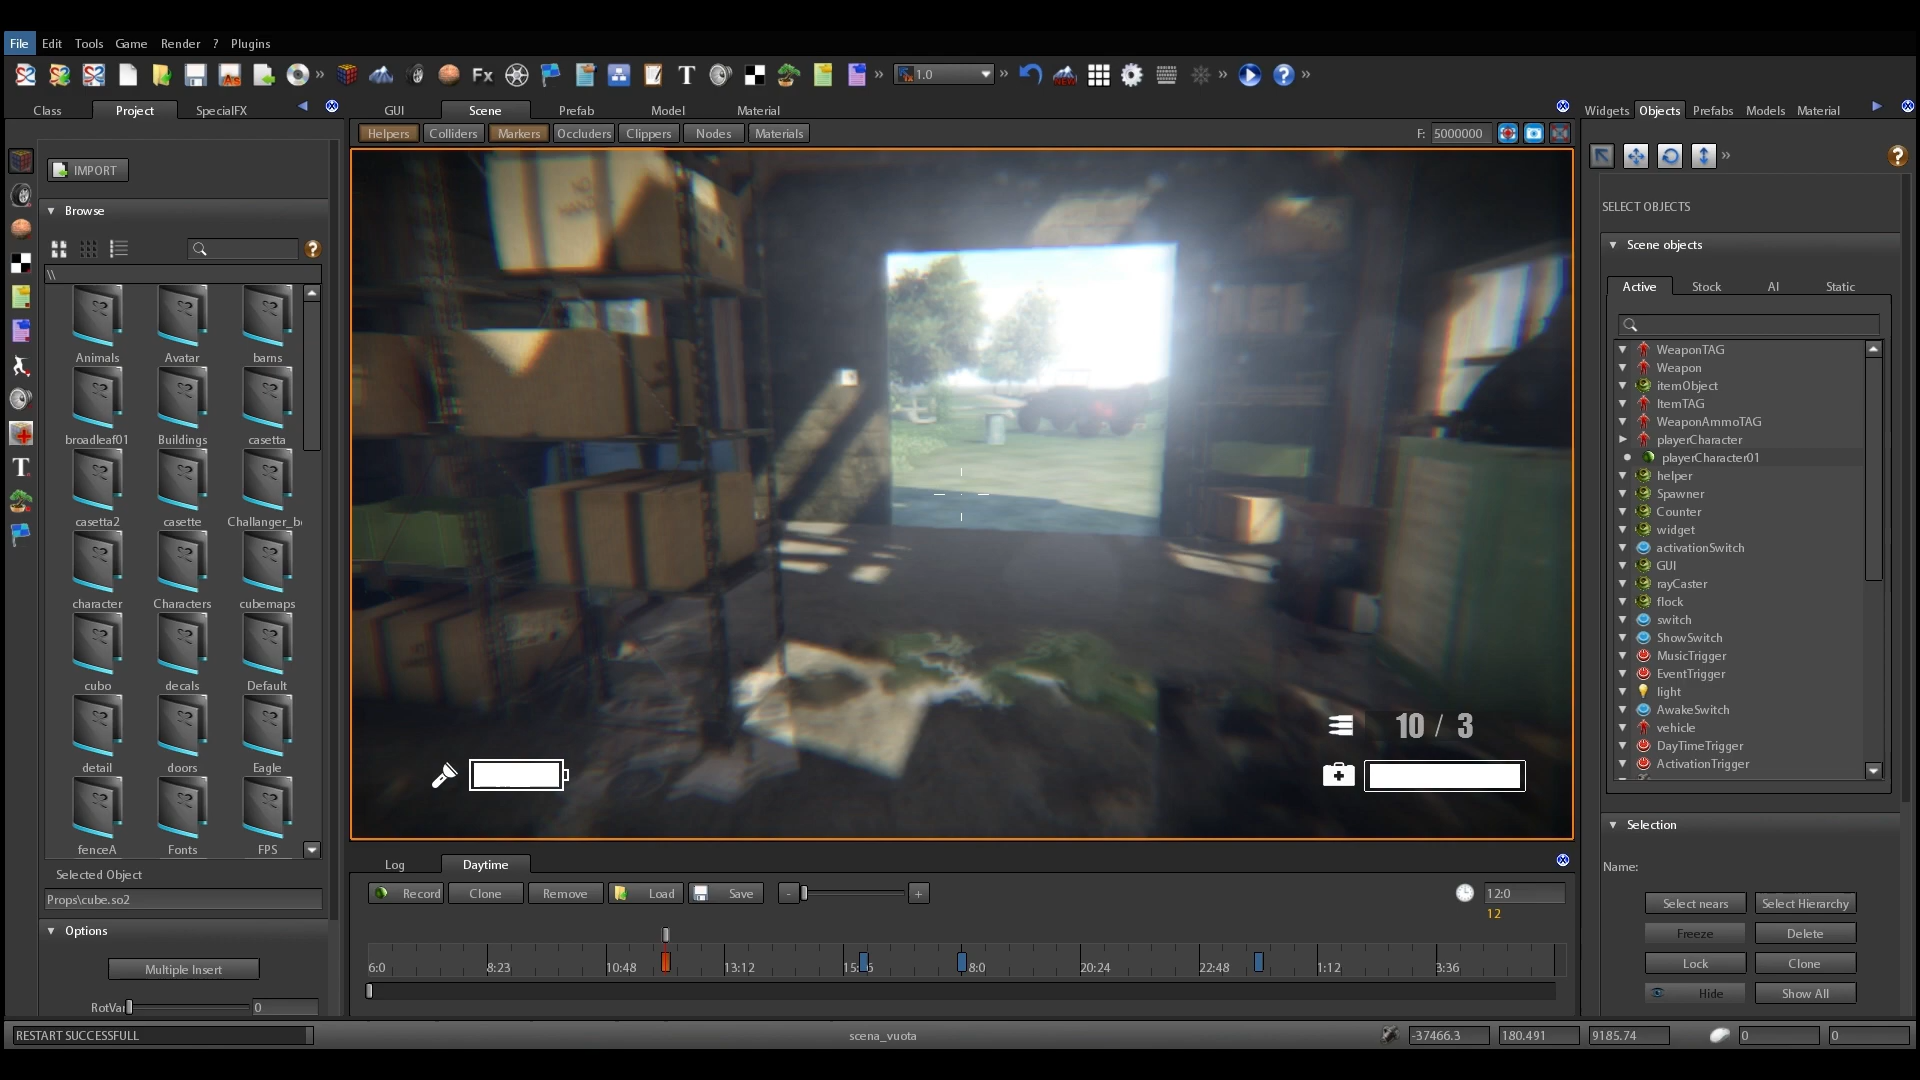 File Edit Tools Game Render ? Plugins
Fx T 1.0
Class Project SpecialFX
GUI Scene Prefab Model Material
Widgets Objects Prefabs Models Material
Helpers Colliders Markers Occluders Clippers Nodes Materials
F: 5000000
IMPORT
Browse
\\
Animals Avatar barns
broadleaf01 Buildings casetta
casetta2 casette Challanger_b
character Characters cubemaps
cubo decals Default
detail doors Eagle
fenceA Fonts FPS
Selected Object
Props\cube.so2
Options
Multiple Insert
RotVar 0
10 / 3
Log Daytime
Record Clone Remove Load Save - +
12:0
12
6:0 8:23 10:48 13:12 15: 6 8:0 20:24 22:48 1:12 3:36
SELECT OBJECTS
Scene objects
Active Stock AI Static
WeaponTAG
Weapon
itemObject
ItemTAG
WeaponAmmoTAG
playerCharacter
playerCharacter01
helper
Spawner
Counter
widget
activationSwitch
GUI
rayCaster
flock
switch
ShowSwitch
MusicTrigger
EventTrigger
light
AwakeSwitch
vehicle
DayTimeTrigger
ActivationTrigger
Selection
Name:
Select nears Select Hierarchy
Freeze Delete
Lock Clone
Hide Show All
RESTART SUCCESSFULL
scena_vuota
-37466.3 180.491 9185.74 0 0